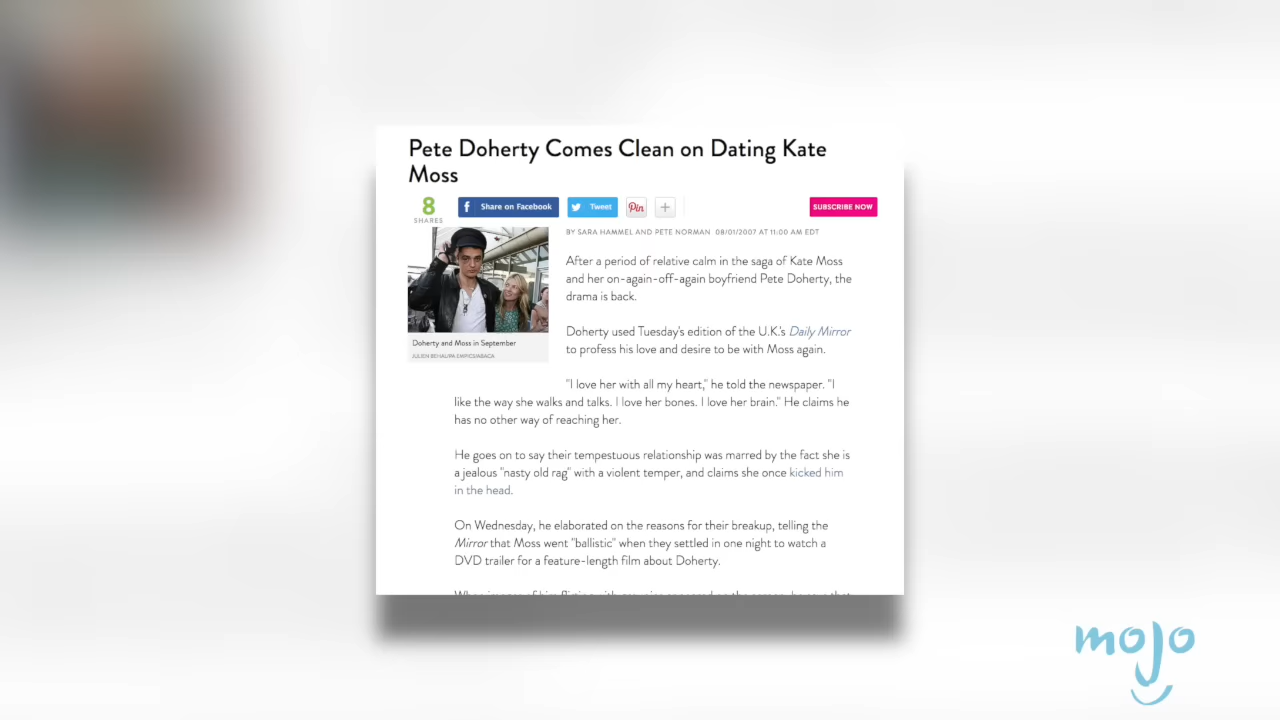 Pete Doherty Comes Clean on Dating Kate
Moss
8
SHARES
Share on Facebook
Tweet
Pin
+
SUBSCRIBE NOW
BY SARA HAMMEL AND PETE NORMAN 08/01/2007 AT 11:00 AM EDT
After a period of relative calm in the saga of Kate Moss
and her on-again-off-again boyfriend Pete Doherty, the
drama is back.
Doherty and Moss in September
JULIEN BEHAL/PA EMPICS/ABACA
Doherty used Tuesday's edition of the U.K.'s Daily Mirror
to profess his love and desire to be with Moss again.
"I love her with all my heart," he told the newspaper. "I
like the way she walks and talks. I love her bones. I love her brain." He claims he
has no other way of reaching her.
He goes on to say their tempestuous relationship was marred by the fact she is
a jealous "nasty old rag" with a violent temper, and claims she once kicked him
in the head.
On Wednesday, he elaborated on the reasons for their breakup, telling the
Mirror that Moss went "ballistic" when they settled in one night to watch a
DVD trailer for a feature-length film about Doherty.
mojo